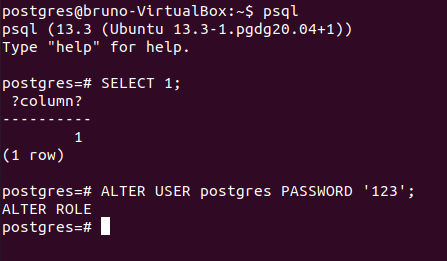 postgres@bruno-VirtualBox:~$ psql
psql (13.3 (Ubuntu 13.3-1.pgdg20.04+1))
Type "help" for help.
postgres=# SELECT 1;
?column?
----------
1
(1 row)
postgres=# ALTER USER postgres PASSWORD '123';
ALTER ROLE
postgres=#